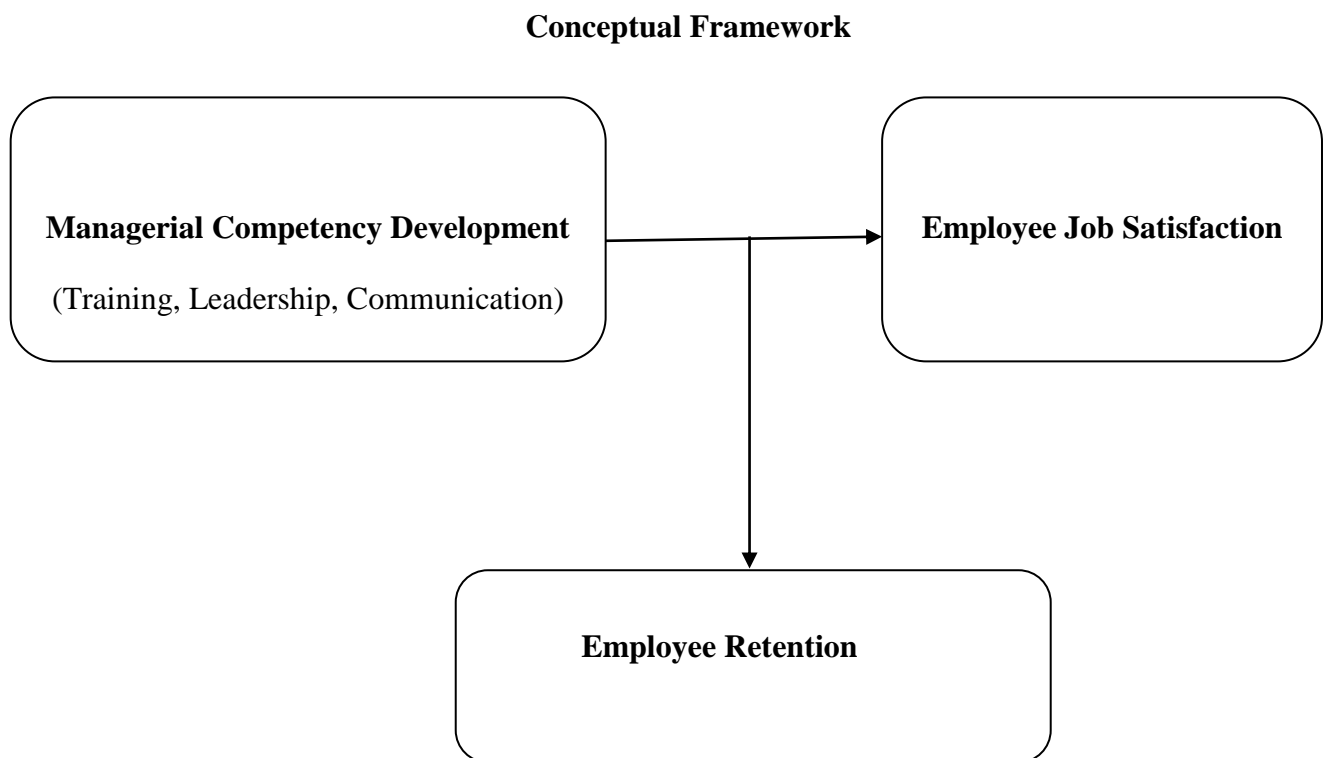 Conceptual Framework
Managerial Competency Development
(Training, Leadership, Communication)
Employee Job Satisfaction
Employee Retention